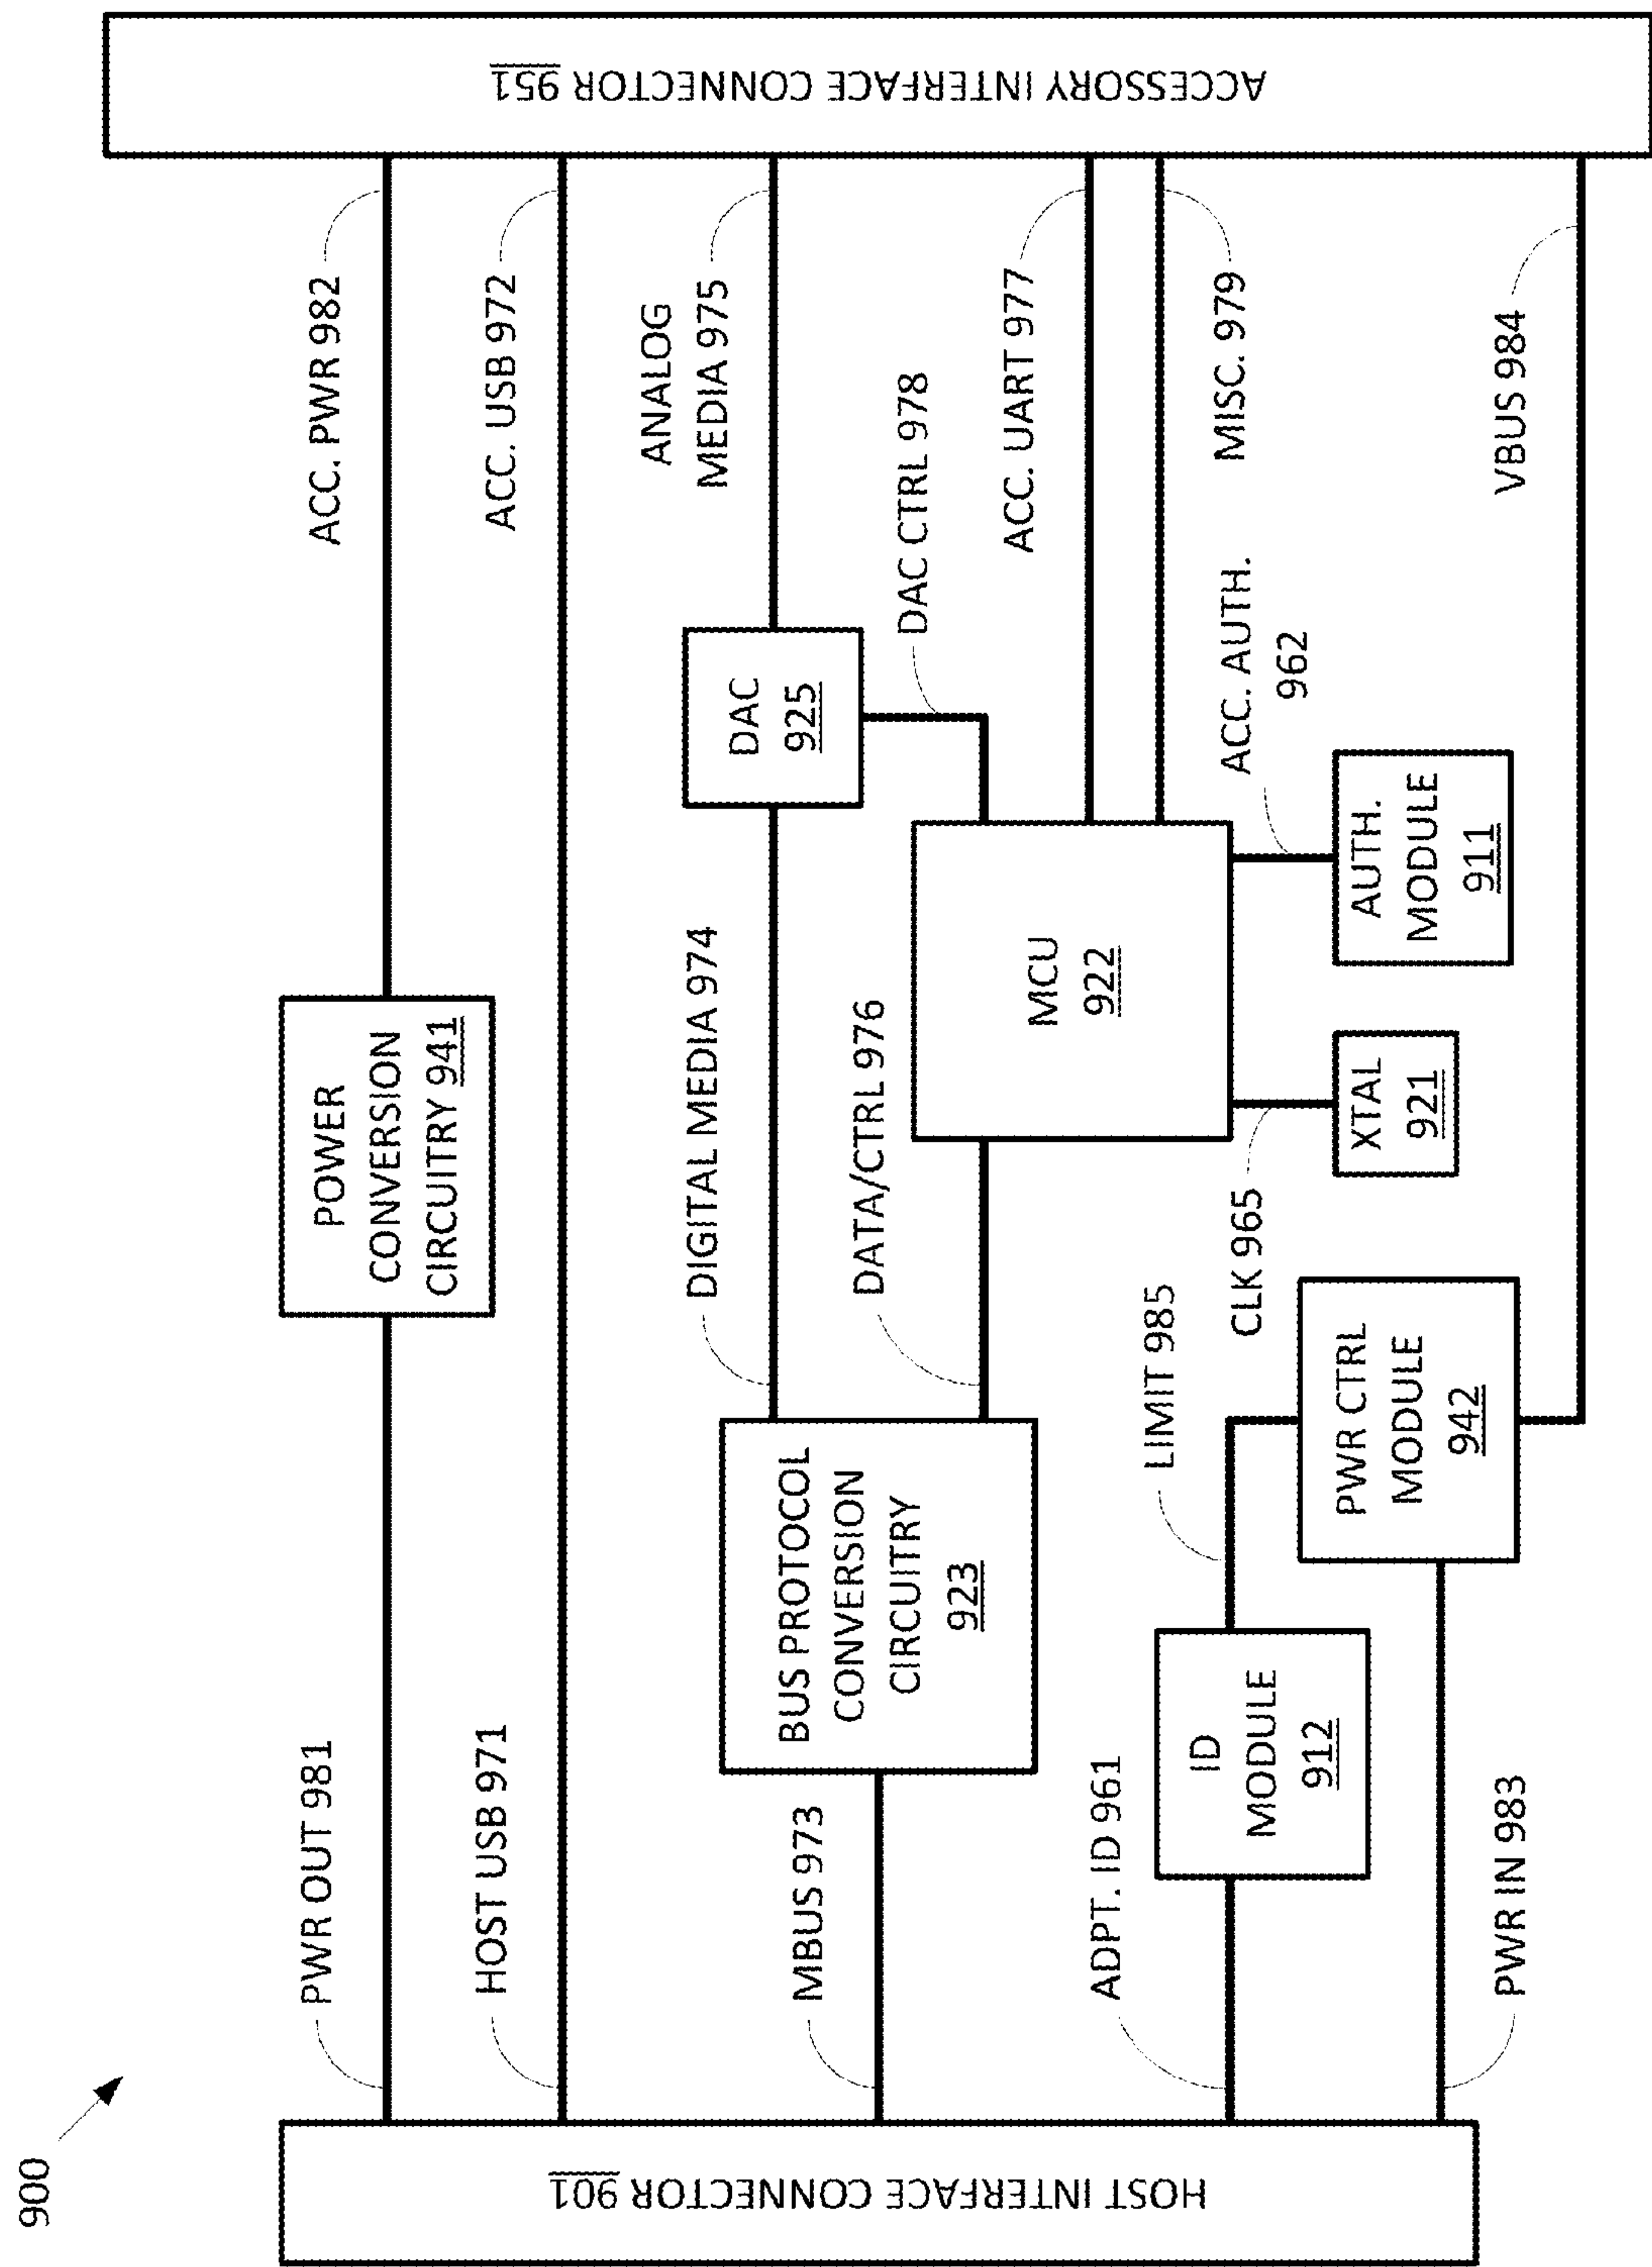 900
HOST INTERFACE CONNECTOR 901
PWR OUT 981
POWER
CONVERSION
CIRCUITRY 941
ACC. PWR 982
HOST USB 971
ACC. USB 972
MBUS 973
BUS PROTOCOL
CONVERSION
CIRCUITRY
923
DIGITAL MEDIA 974
DAC
925
ANALOG
MEDIA 975
DATA/CTRL 976
DAC CTRL 978
MCU
922
ACC. UART 977
MISC. 979
ADPT. ID 961
ID
MODULE
912
LIMIT 985
CLK 965
XTAL
921
ACC. AUTH.
962
AUTH.
MODULE
911
PWR IN 983
PWR CTRL
MODULE
942
VBUS 984
ACCESSORY INTERFACE CONNECTOR 951